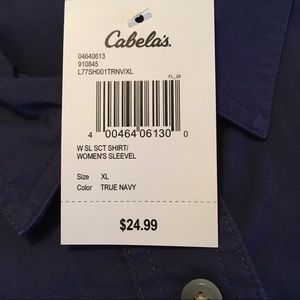 Cabela's.
04640613
910845
L77SH001TRNV/XL
FL_29
4 00464 06130 0
W SL SCT SHIRT/
WOMEN'S SLEEVEL
Size XL
Color TRUE NAVY
$24.99